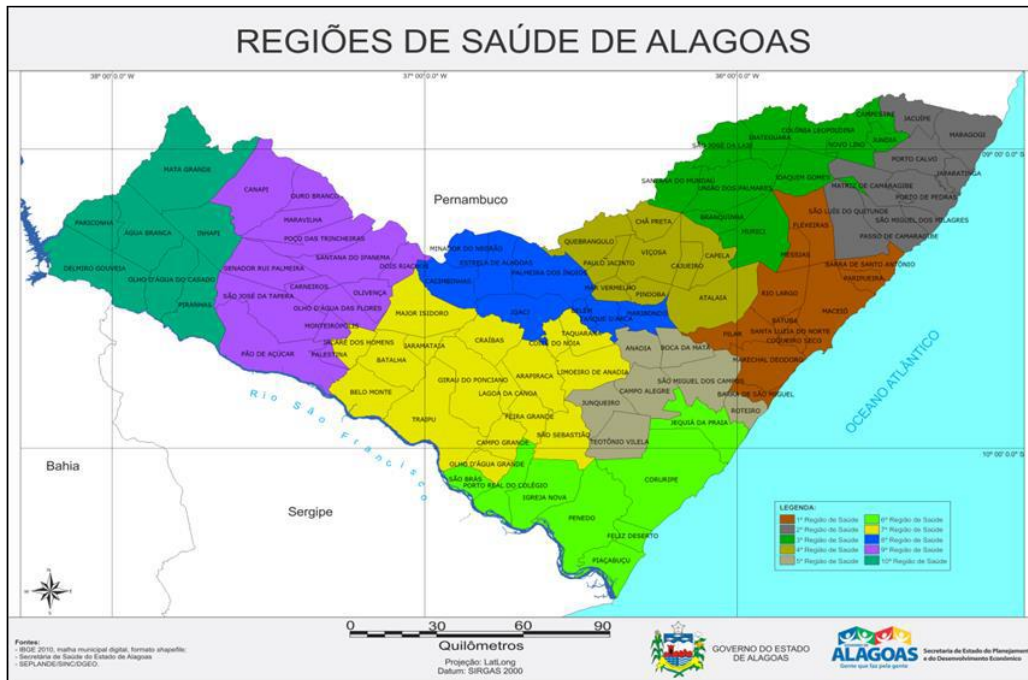 REGIÕES DE SAÚDE DE ALAGOAS
38° 00' 0.0" W
37° 00' 0.0" W
36° 00' 0.0" W
CAMPESTRE
JACUÍPE
COLÔNIA LEOPOLDINA
MARAGOGI
IBATEGUARA
JUNDIÁ
SÃO JOSÉ DA LAJE
NOVO LINO
09° 00' 0.0" S
PORTO CALVO
MATA GRANDE
JAPARATINGA
JOAQUIM GOMES
SANTANA DO MUNDAÚ
MATRIZ DE CAMARAGIBE
UNIÃO DOS PALMARES
PORTO DE PEDRAS
CANAPI
OURO BRANCO
Pernambuco
SÃO LUÍS DO QUITUNDE
SÃO MIGUEL DOS MILAGRES
BRANQUINHA
FLEXEIRAS
MARAVILHA
CHÃ PRETA
PARICONHA
MURICI
PASSO DE CAMARAGIBE
ÁGUA BRANCA
INHAPI
POÇO DAS TRINCHEIRAS
MINADOR DO NEGRÃO
QUEBRANGULO
VIÇOSA
CAPELA
MESSIAS
SANTANA DO IPANEMA
ESTRELA DE ALAGOAS
PAULO JACINTO
CAJUEIRO
BARRA DE SANTO ANTÔNIO
DELMIRO GOUVEIA
SENADOR RUI PALMEIRA
DOIS RIACHOS
PALMEIRA DOS ÍNDIOS
PARIPUEIRA
OLHO D'ÁGUA DO CASADO
CACIMBINHAS
CARNEIROS
MAR VERMELHO
PINDOBA
ATALAIA
RIO LARGO
SÃO JOSÉ DA TAPERA
OLIVENÇA
PIRANHAS
OLHO D'ÁGUA DAS FLORES
MAJOR ISIDORO
IGACI
BELÉM
TANQUE D'ARCA
MARIBONDO
MACEIÓ
SATUBA
MONTEIRÓPOLIS
TAQUARANA
PILAR
SANTA LUZIA DO NORTE
JACARÉ DOS HOMENS
JARAMATAIA
CRAÍBAS
COITÉ DO NÓIA
ANADIA
BOCA DA MATA
COQUEIRO SECO
PÃO DE AÇÚCAR
PALESTINA
BATALHA
LIMOEIRO DE ANADIA
MARECHAL DEODORO
GIRAU DO PONCIANO
ARAPIRACA
SÃO MIGUEL DOS CAMPOS
BELO MONTE
LAGOA DA CANOA
CAMPO ALEGRE
BARRA DE SÃO MIGUEL
JUNQUEIRO
ROTEIRO
TRAIPU
FEIRA GRANDE
JEQUIÁ DA PRAIA
SÃO SEBASTIÃO
CAMPO GRANDE
TEOTÔNIO VILELA
OLHO D'ÁGUA GRANDE
SÃO BRÁS
PORTO REAL DO COLÉGIO
CORURIPE
IGREJA NOVA
PENEDO
FELIZ DESERTO
PIAÇABUÇU
Rio São Francisco
OCEANO ATLÂNTICO
10° 00' 0.0" S
Bahia
Sergipe
LEGENDA:
1ª Região de Saúde
2ª Região de Saúde
3ª Região de Saúde
4ª Região de Saúde
5ª Região de Saúde
6ª Região de Saúde
7ª Região de Saúde
8ª Região de Saúde
9ª Região de Saúde
10ª Região de Saúde
0 30 60 90
Quilômetros
Projeção: LatLong
Datum: SIRGAS 2000
Fontes:
- IBGE 2010, malha municipal digital, formato shapefile;
- Secretária de Saúde do Estado de Alagoas
- SEPLANDE/SINC/DGEO.
GOVERNO DO ESTADO
DE ALAGOAS
ALAGOAS
Gente que faz pela gente
Secretaria de Estado do Planejamento
e do Desenvolvimento Econômico